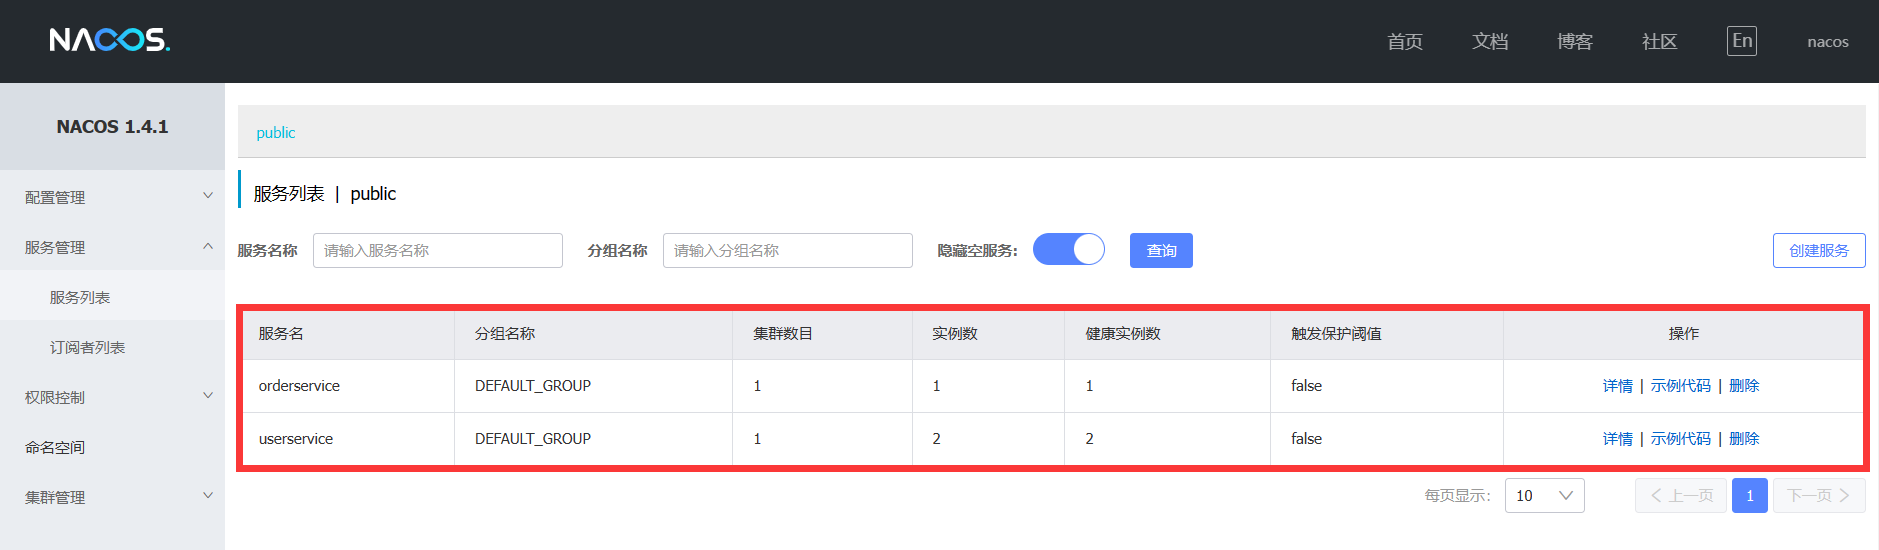 NACOS.
首页 文档 博客 社区 En nacos
NACOS 1.4.1
配置管理
服务管理
服务列表
订阅者列表
权限控制
命名空间
集群管理
public
服务列表 | public
服务名称 请输入服务名称 分组名称 请输入分组名称 隐藏空服务: 查询 创建服务
服务名 分组名称 集群数目 实例数 健康实例数 触发保护阈值 操作
orderservice DEFAULT_GROUP 1 1 1 false 详情 | 示例代码 | 删除
userservice DEFAULT_GROUP 1 2 2 false 详情 | 示例代码 | 删除
每页显示: 10 上一页 1 下一页